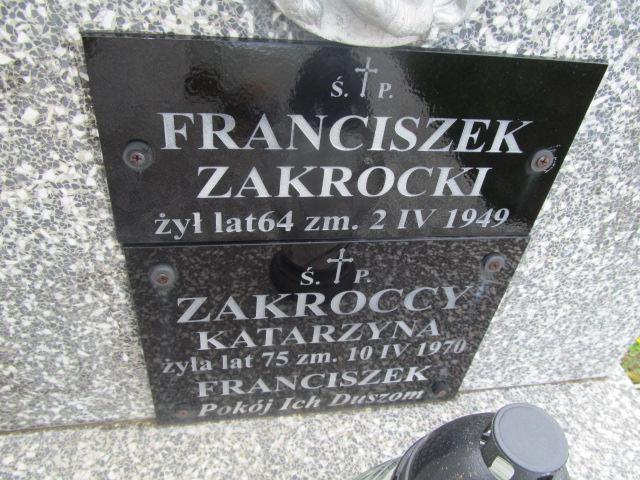 Ś. P.
FRANCISZEK
ZAKROCKI
żył lat64 zm. 2 IV 1949
Ś. P.
ZAKROCCY
KATARZYNA
żyła lat 75 zm. 10 IV 1970
FRANCISZEK
Pokój Ich Duszom